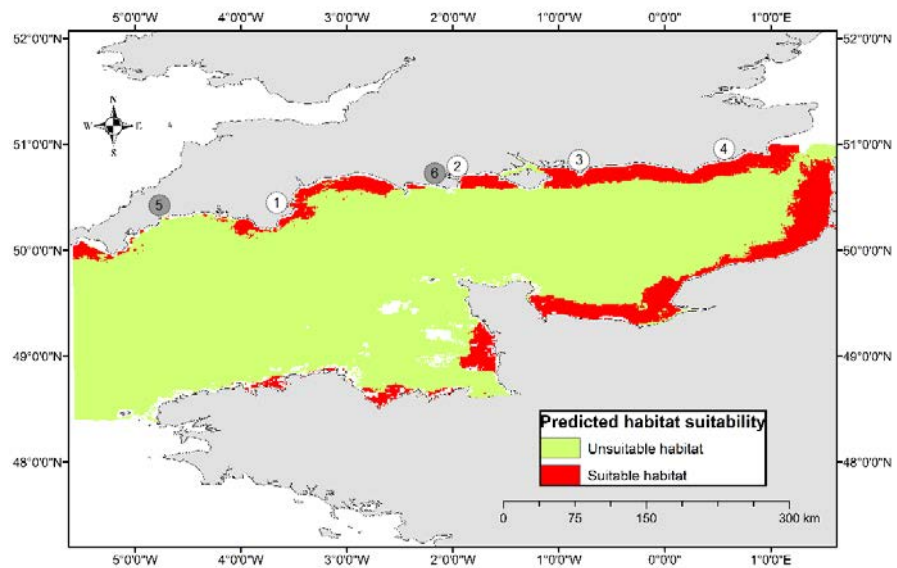 5°0'0"W 4°0'0"W 3°0'0"W 2°0'0"W 1°0'0"W 0°0'0" 1°0'0"E
52°0'0"N 52°0'0"N
N
W E
S
51°0'0"N 51°0'0"N
4
3
2
6
1
5
50°0'0"N 50°0'0"N
49°0'0"N 49°0'0"N
Predicted habitat suitability
Unsuitable habitat
Suitable habitat
48°0'0"N 48°0'0"N
0 75 150 300 km
5°0'0"W 4°0'0"W 3°0'0"W 2°0'0"W 1°0'0"W 0°0'0" 1°0'0"E